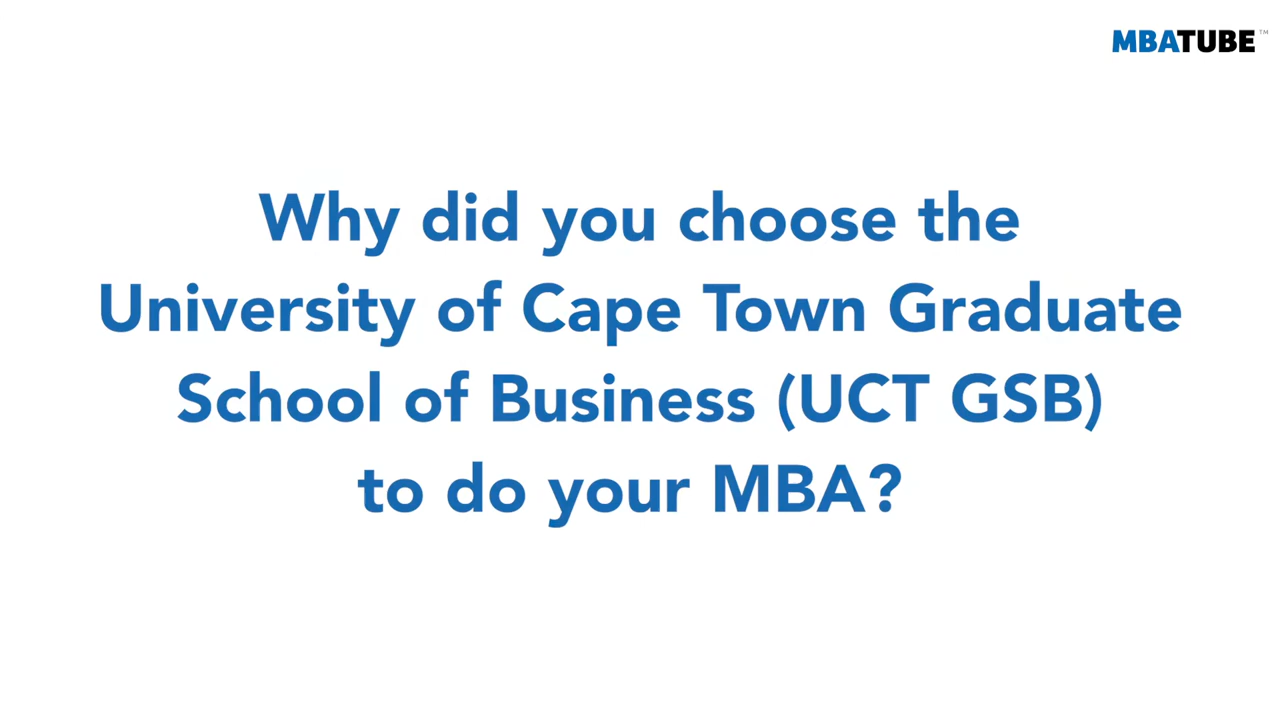 MBATUBE™
Why did you choose the
University of Cape Town Graduate
School of Business (UCT GSB)
to do your MBA?